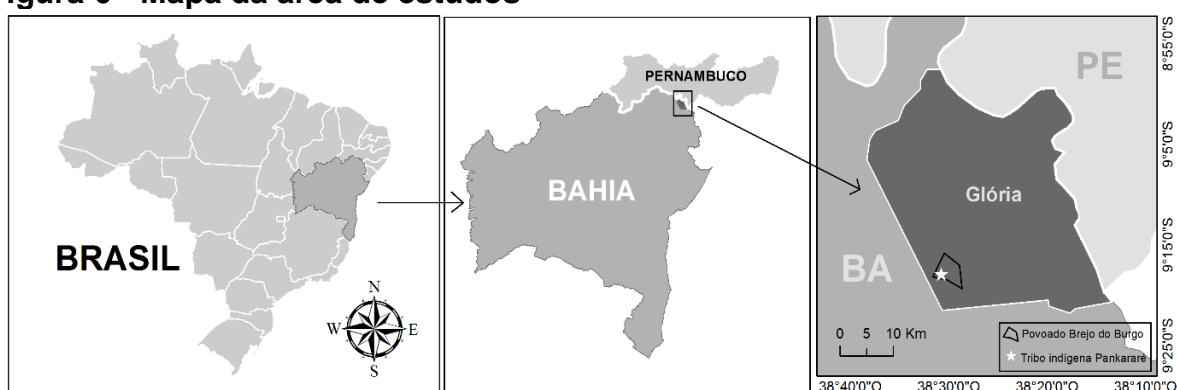 igura 6 - Mapa da área de estudos
BRASIL
N
W
E
S
PERNAMBUCO
BAHIA
PE
Glória
BA
0 5 10 Km
Povoado Brejo do Burgo
Tribo indígena Pankararé
8°55'0"S
9°5'0"S
9°15'0"S
9°25'0"S
38°40'0"O 38°30'0"O 38°20'0"O 38°10'0"O